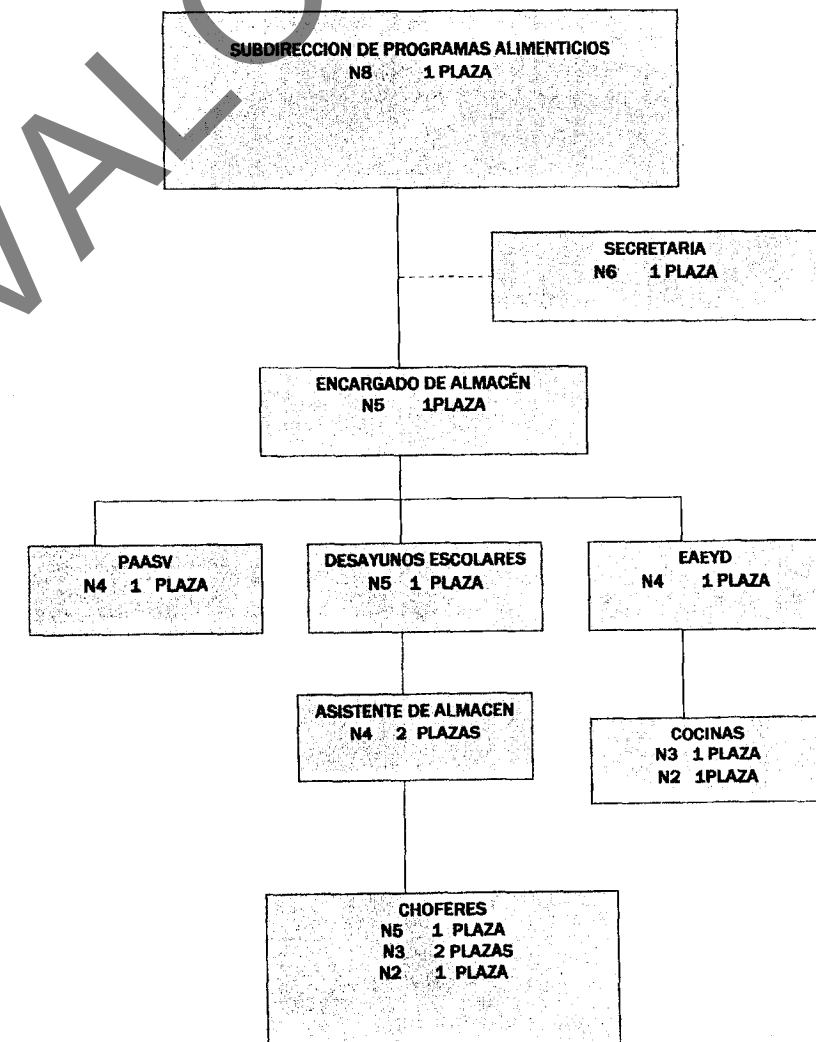 SUBDIRECCION DE PROGRAMAS ALIMENTICIOS
N8 1 PLAZA
SECRETARIA
N6 1 PLAZA
ENCARGADO DE ALMACÉN
N5 1PLAZA
PAASV
N4 1 PLAZA
DESAYUNOS ESCOLARES
N5 1 PLAZA
EAEYD
N4 1 PLAZA
ASISTENTE DE ALMACEN
N4 2 PLAZAS
COCINAS
N3 1 PLAZA
N2 1PLAZA
CHOFERES
N5 1 PLAZA
N3 2 PLAZAS
N2 1 PLAZA